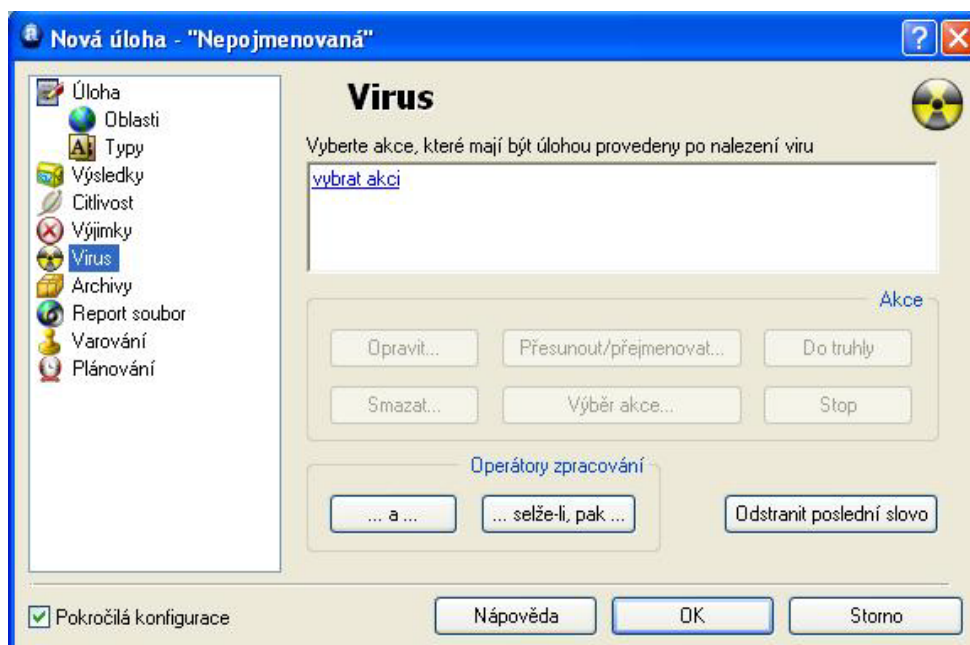 Nová úloha - "Nepojmenovaná"
Úloha
Oblasti
Typy
Výsledky
Citlivost
Výjimky
Virus
Archivy
Report soubor
Varování
Plánování
Virus
Vyberte akce, které mají být úlohou provedeny po nalezení viru
vybrat akci
Akce
Opravit...
Přesunout/přejmenovat...
Do truhly
Smazat...
Výběr akce...
Stop
Operátory zpracování
... a ...
... selže-li, pak ...
Odstranit poslední slovo
Pokročilá konfigurace
Nápověda
OK
Storno